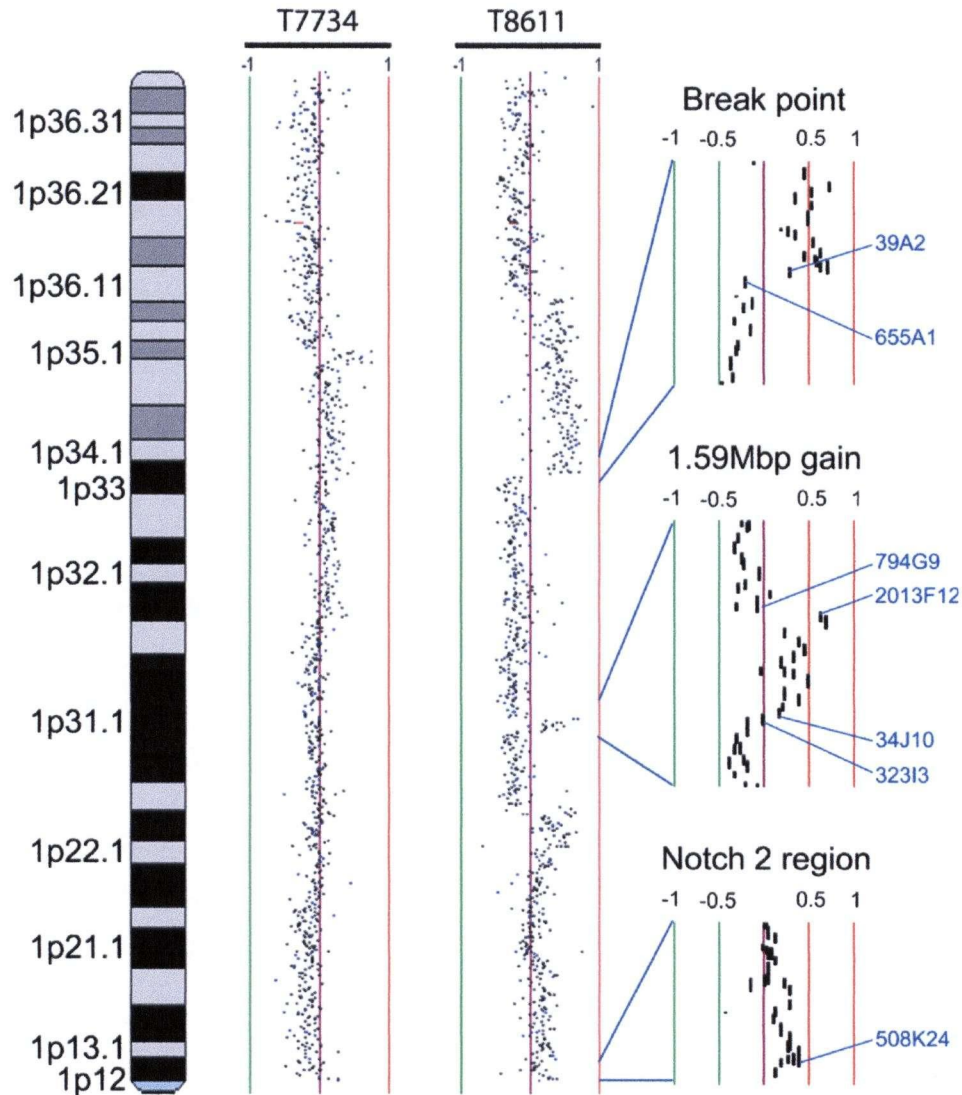 T7734
T8611
-1 1
-1 1
1p36.31
1p36.21
1p36.11
1p35.1
1p34.1
1p33
1p32.1
1p31.1
1p22.1
1p21.1
1p13.1
1p12
Break point
-1 -0.5 0.5 1
39A2
655A1
1.59Mbp gain
-1 -0.5 0.5 1
794G9
2013F12
34J10
323I3
Notch 2 region
-1 -0.5 0.5 1
508K24